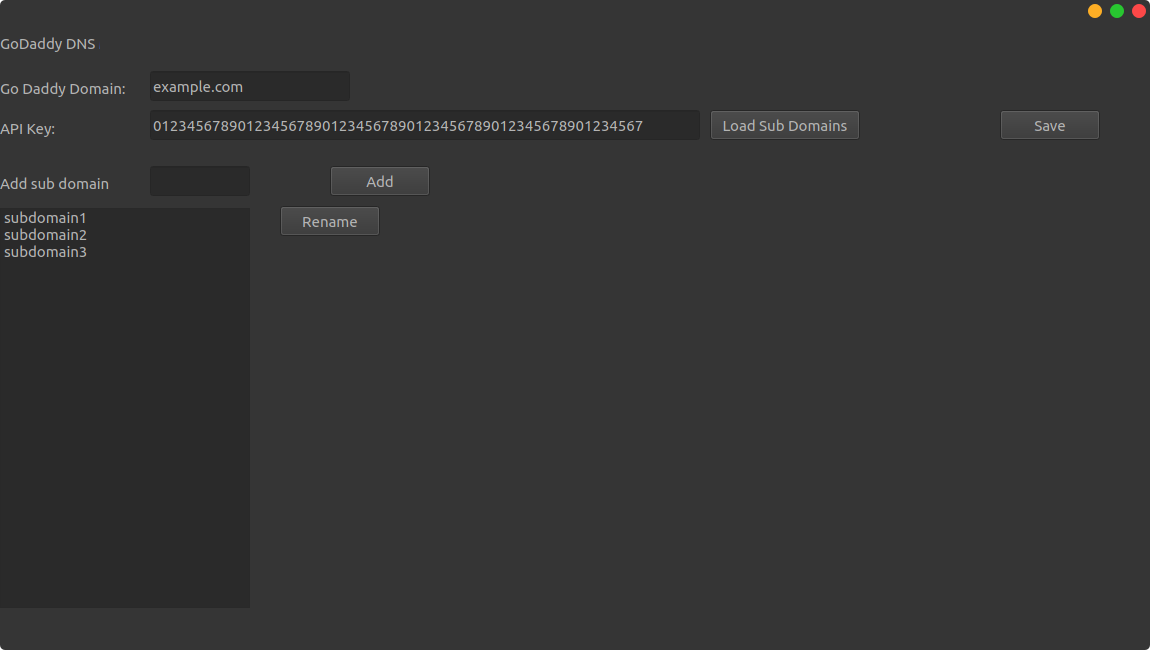 GoDaddy DNS
Go Daddy Domain: example.com
API Key: 0123456789012345678901234567890123456789012345678901234567 Load Sub Domains Save
Add sub domain Add
subdomain1 Rename
subdomain2
subdomain3